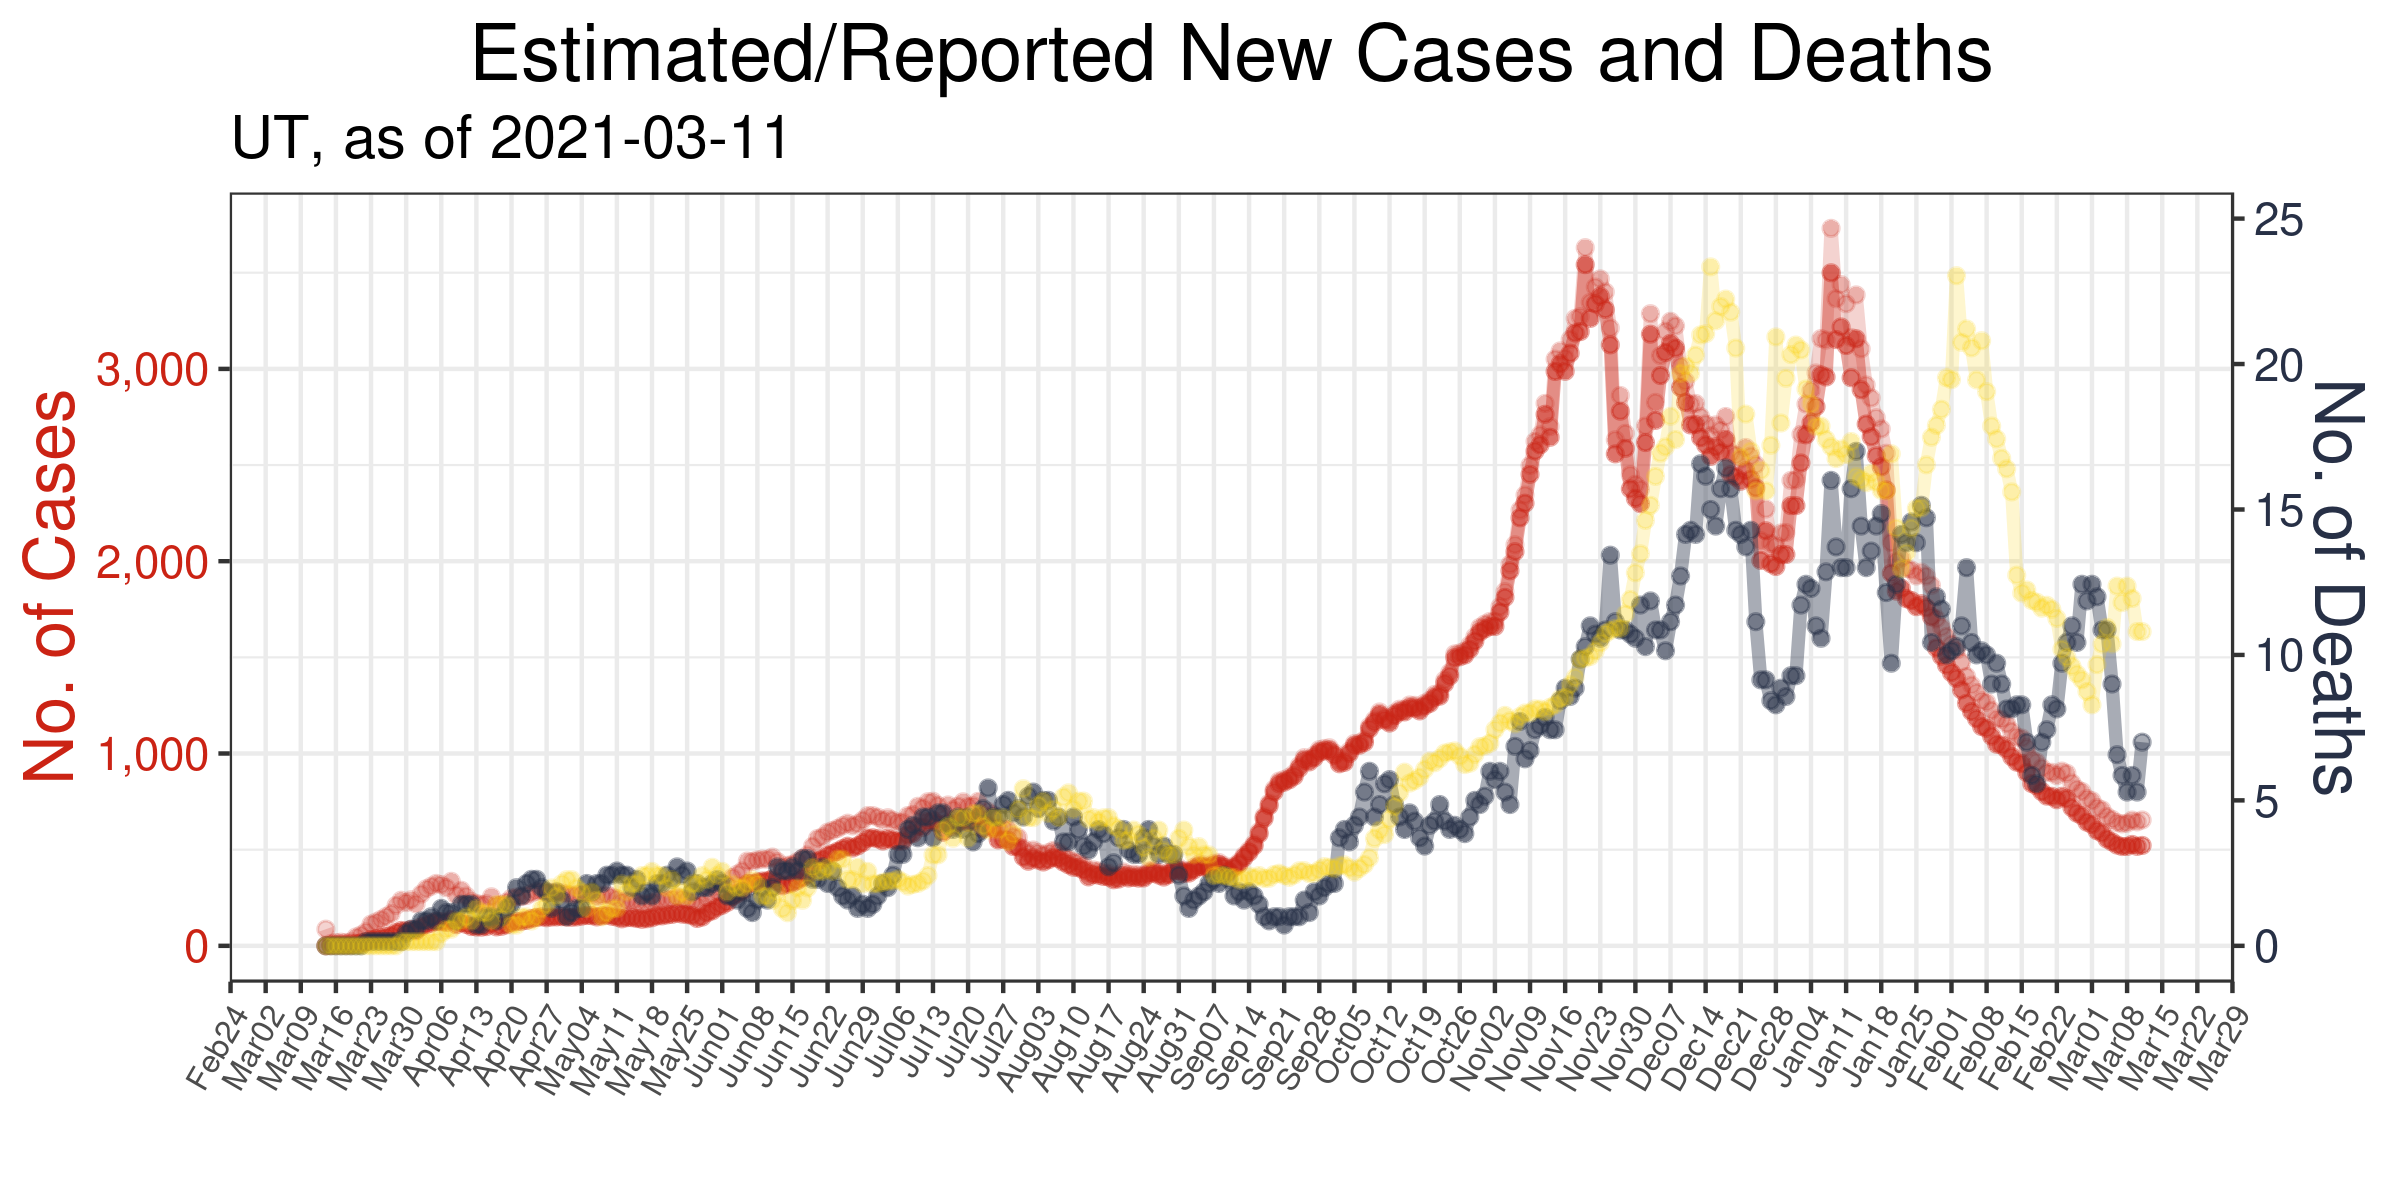 Estimated/Reported New Cases and Deaths
UT, as of 2021-03-11
No. of Cases
3,000
2,000
1,000
0
25
20
15
10
5
0
No. of Deaths
Feb24
Mar02
Mar09
Mar16
Mar23
Mar30
Apr06
Apr13
Apr20
Apr27
May04
May11
May18
May25
Jun01
Jun08
Jun15
Jun22
Jun29
Jul06
Jul13
Jul20
Jul27
Aug03
Aug10
Aug17
Aug24
Aug31
Sep07
Sep14
Sep21
Sep28
Oct05
Oct12
Oct19
Oct26
Nov02
Nov09
Nov16
Nov23
Nov30
Dec07
Dec14
Dec21
Dec28
Jan04
Jan11
Jan18
Jan25
Feb01
Feb08
Feb15
Feb22
Mar01
Mar08
Mar15
Mar22
Mar29